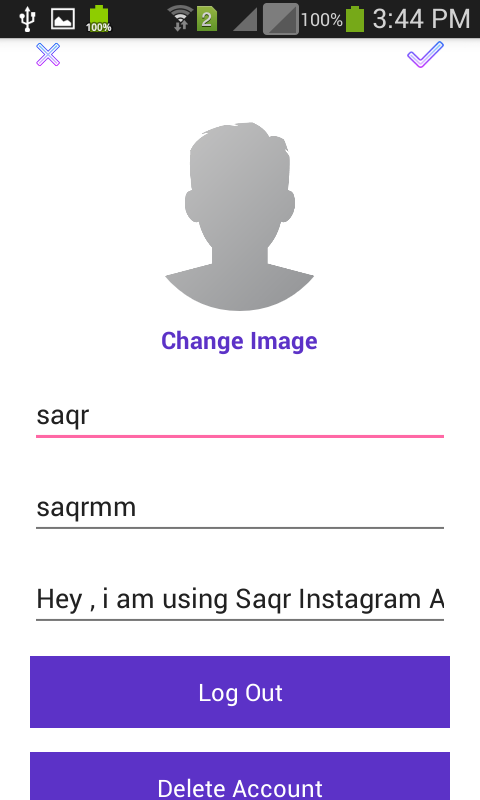 100%
2
100%
3:44 PM
Change Image
saqr
saqrmm
Hey , i am using Saqr Instagram A
Log Out
Delete Account